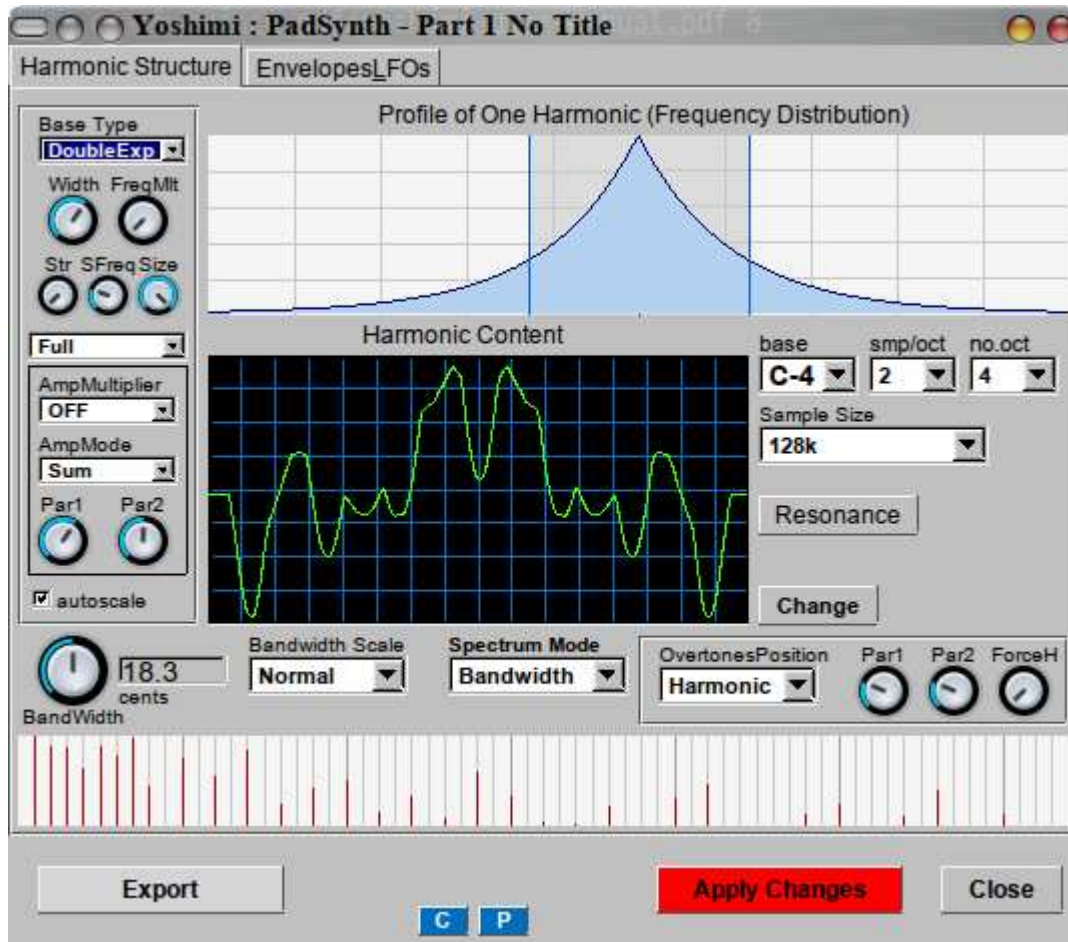 Yoshimi : PadSynth - Part 1 No Title
Harmonic Structure
EnvelopesLFOs
Base Type
DoubleExp
Width FreqMlt
Str SFreq Size
Full
AmpMultiplier
OFF
AmpMode
Sum
Par1 Par2
autoscale
Profile of One Harmonic (Frequency Distribution)
Harmonic Content
base smp/oct no.oct
C-4 2 4
Sample Size
128k
Resonance
Change
18.3
cents
BandWidth
Bandwidth Scale
Normal
Spectrum Mode
Bandwidth
OvertonesPosition Par1 Par2 ForceH
Harmonic
Export
C P
Apply Changes
Close